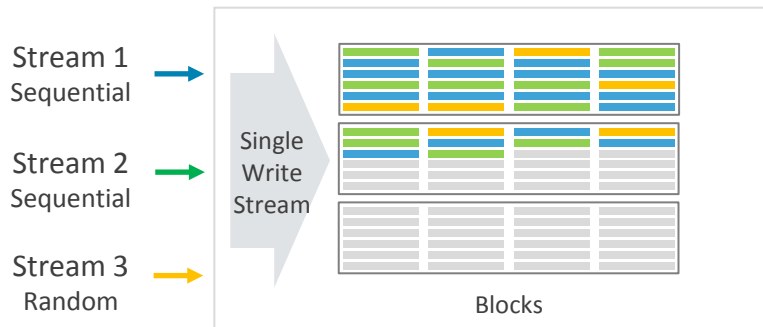 Stream 1
Sequential
Stream 2
Sequential
Stream 3
Random
Single
Write
Stream
Blocks